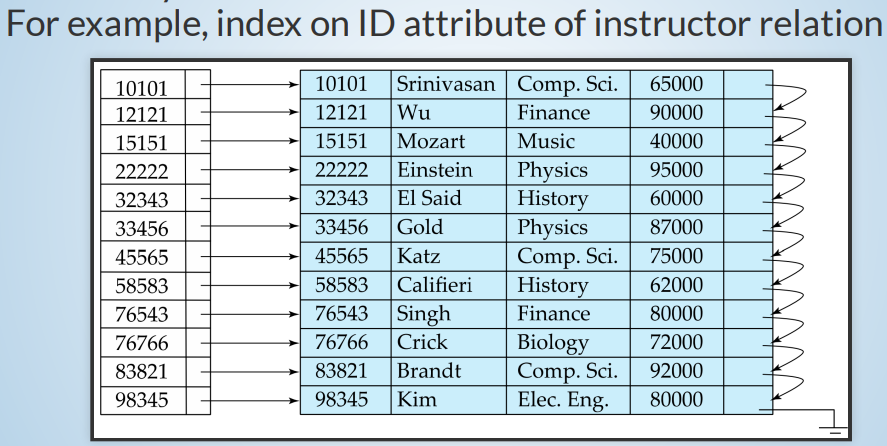 For example, index on ID attribute of instructor relation
10101 10101 Srinivasan Comp. Sci. 65000
12121 12121 Wu Finance 90000
15151 15151 Mozart Music 40000
22222 22222 Einstein Physics 95000
32343 32343 El Said History 60000
33456 33456 Gold Physics 87000
45565 45565 Katz Comp. Sci. 75000
58583 58583 Califieri History 62000
76543 76543 Singh Finance 80000
76766 76766 Crick Biology 72000
83821 83821 Brandt Comp. Sci. 92000
98345 98345 Kim Elec. Eng. 80000